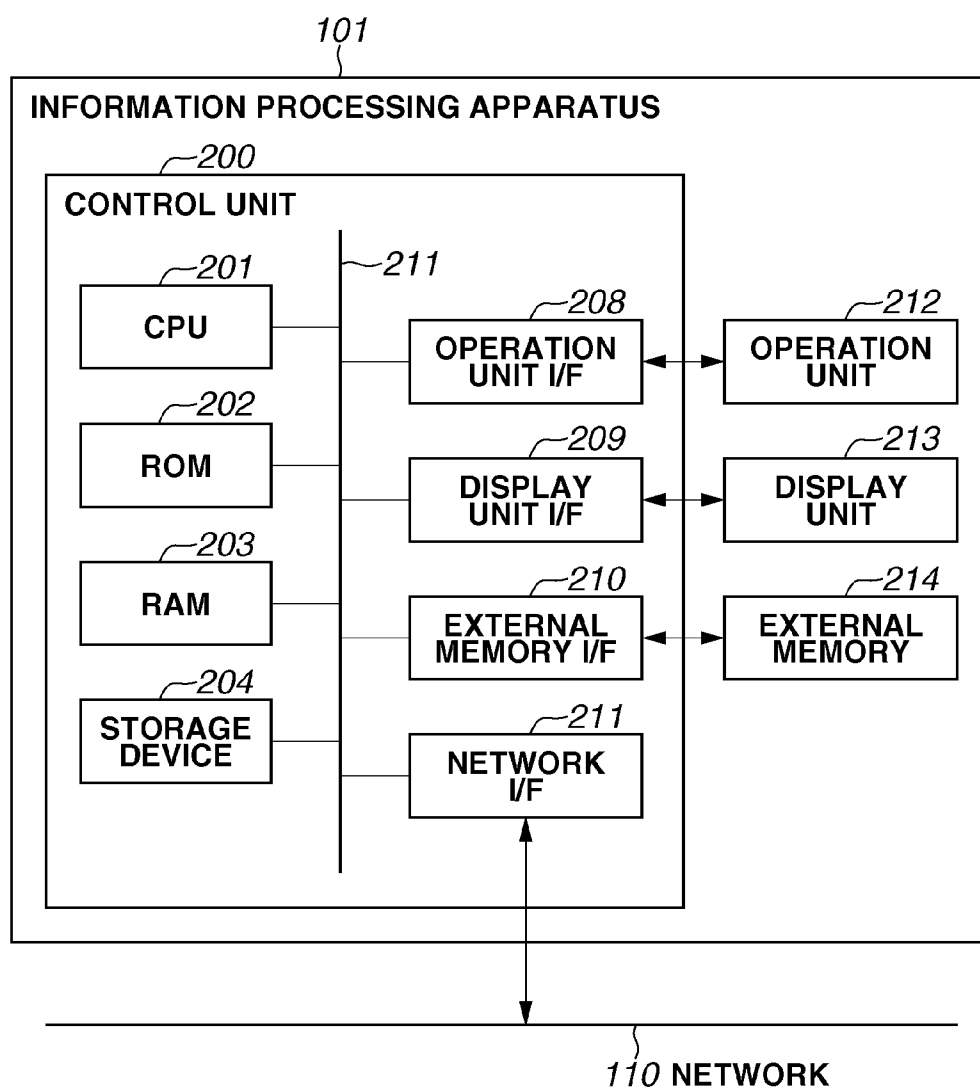 101
INFORMATION PROCESSING APPARATUS
200
CONTROL UNIT
201
CPU
211
208
OPERATION
UNIT I/F
212
OPERATION
UNIT
202
ROM
209
DISPLAY
UNIT I/F
213
DISPLAY
UNIT
203
RAM
210
EXTERNAL
MEMORY I/F
214
EXTERNAL
MEMORY
204
STORAGE
DEVICE
211
NETWORK
I/F
110 NETWORK